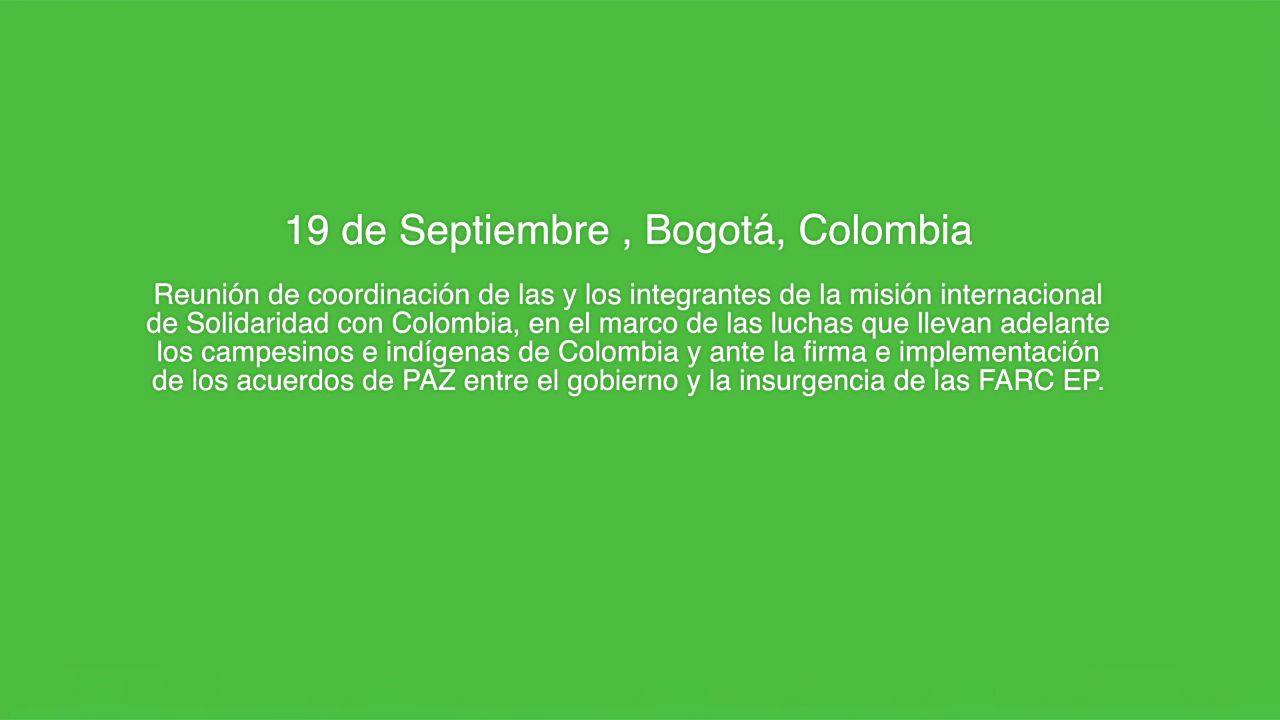 19 de Septiembre , Bogotá, Colombia
Reunión de coordinación de las y los integrantes de la misión internacional
de Solidaridad con Colombia, en el marco de las luchas que llevan adelante
los campesinos e indígenas de Colombia y ante la firma e implementación
de los acuerdos de PAZ entre el gobierno y la insurgencia de las FARC EP.